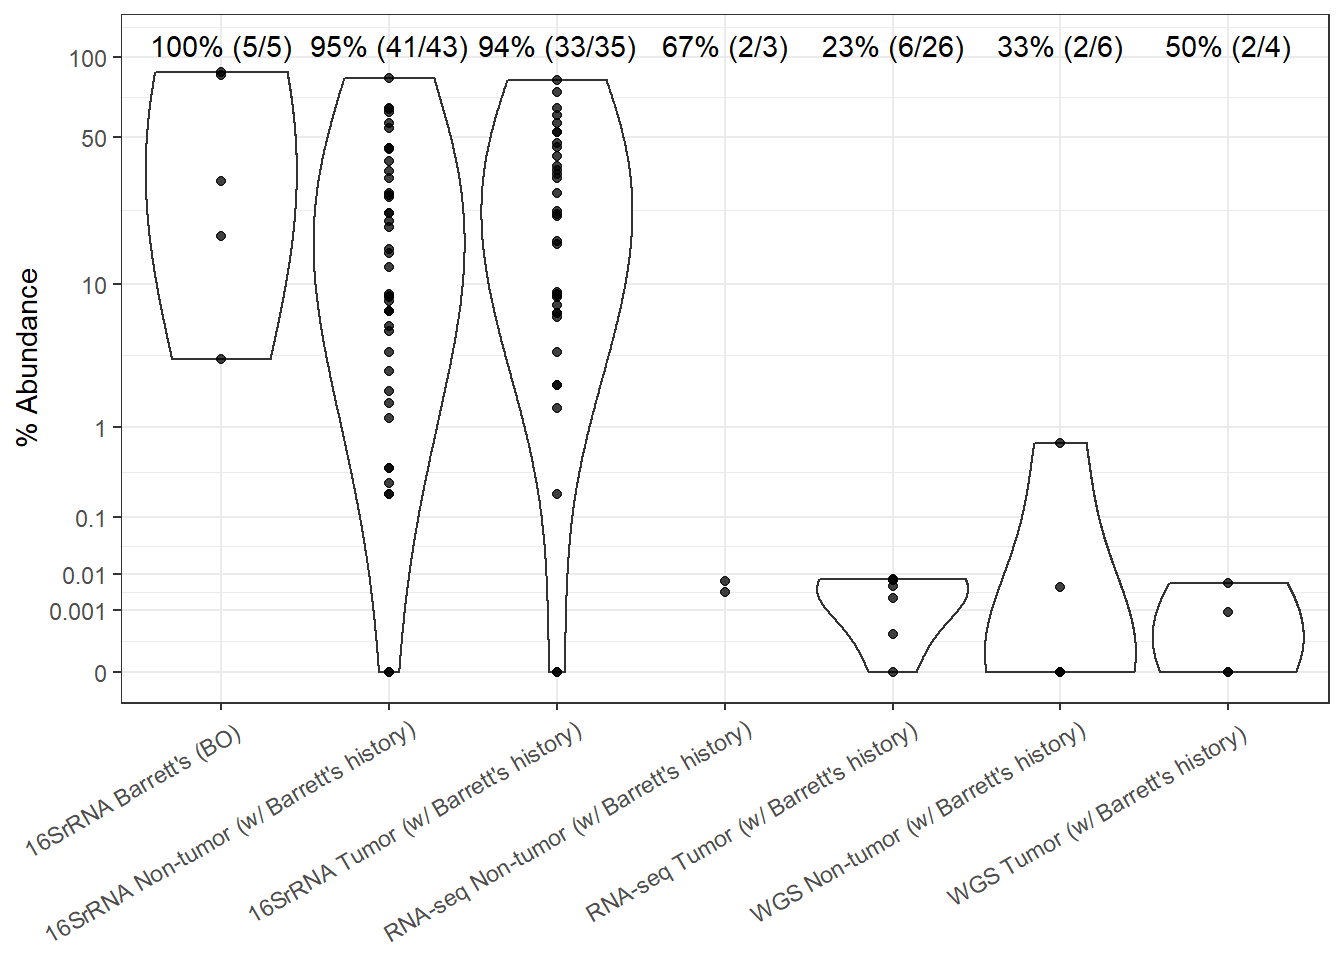 100% (5/5) 95% (41/43) 94% (33/35) 67% (2/3) 23% (6/26) 33% (2/6) 50% (2/4)
100
50
10
1
0.1
0.01
0.001
0
% Abundance
16SrRNA Barrett's (BO)
16SrRNA Non-tumor (w/ Barrett's history)
16SrRNA Tumor (w/ Barrett's history)
RNA-seq Non-tumor (w/ Barrett's history)
RNA-seq Tumor (w/ Barrett's history)
WGS Non-tumor (w/ Barrett's history)
WGS Tumor (w/ Barrett's history)